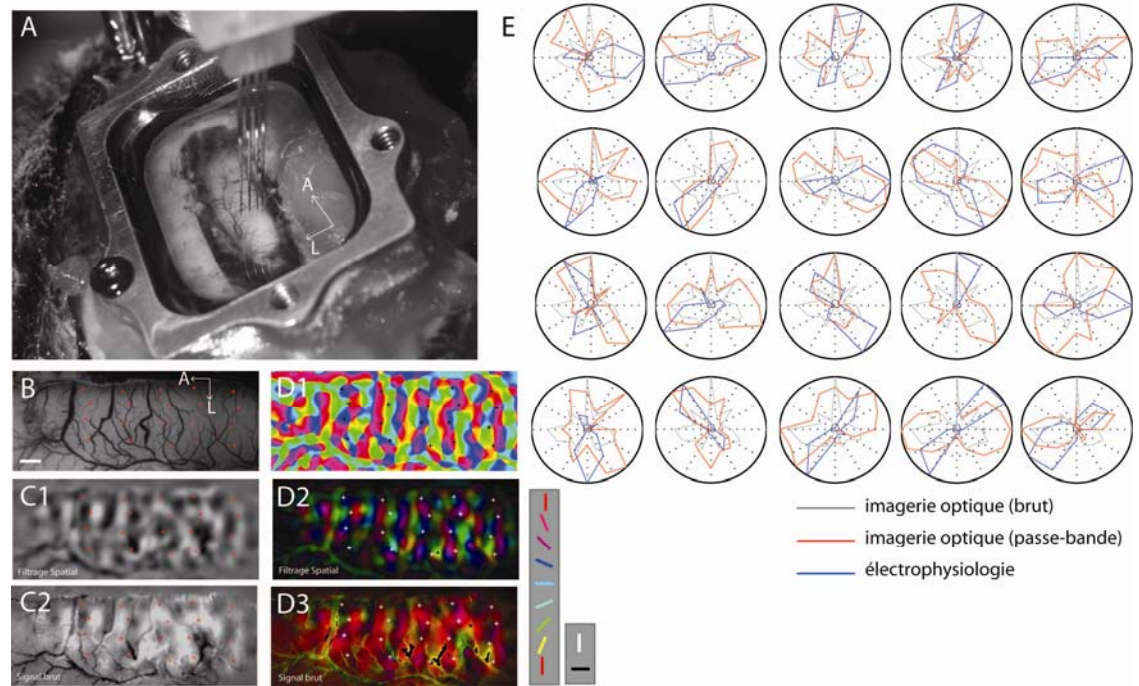 A
E
A
L
B
A
L
D1
C1
Filtrage Spatial
D2
C2
Signal brut
D3
Signal brut
Filtrage Spatial
imagerie optique (brut)
imagerie optique (passe-bande)
électrophysiologie